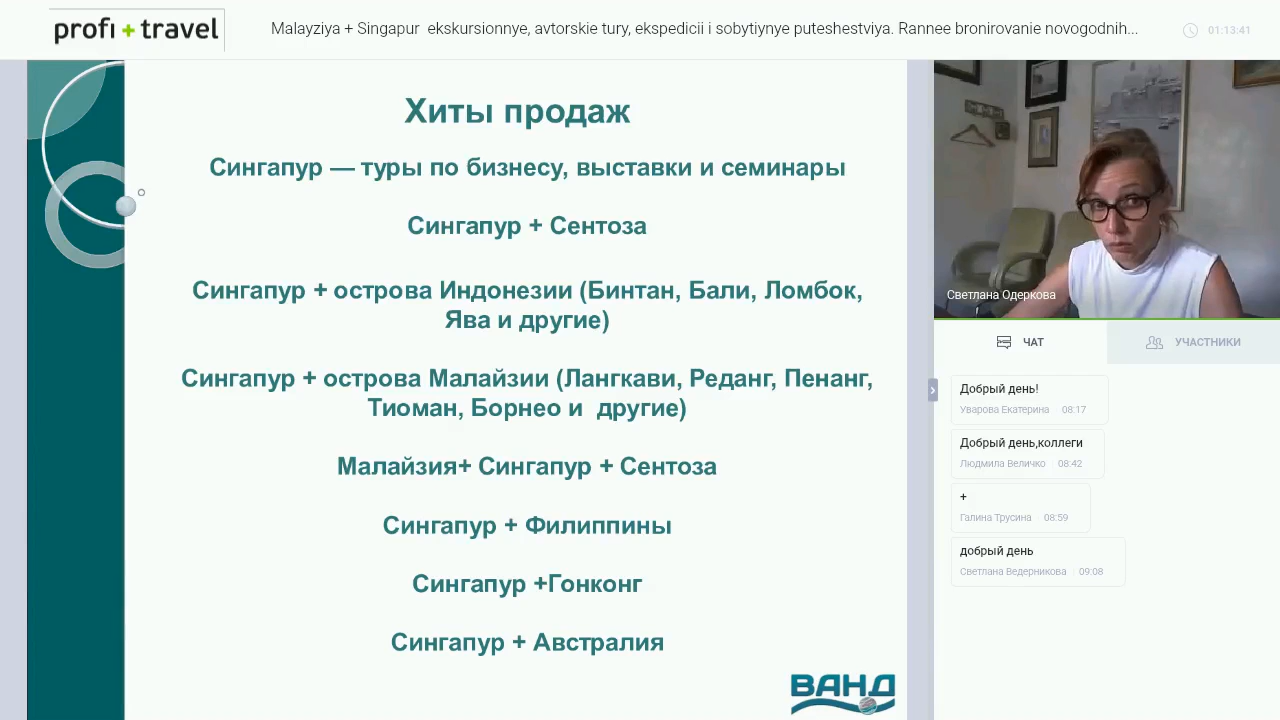 profi + travel
Malayziya + Singapur ekskursionnye, avtorskie tury, ekspedicii i sobytiynye puteshestviya. Rannee bronirovanie novogodnih...
01:13:41
Хиты продаж
Сингапур — туры по бизнесу, выставки и семинары
Сингапур + Сентоза
Сингапур + острова Индонезии (Бинтан, Бали, Ломбок,
Ява и другие)
Сингапур + острова Малайзии (Лангкави, Реданг, Пенанг,
Тиоман, Борнео и  другие)
Малайзия+ Сингапур + Сентоза
Сингапур + Филиппины
Сингапур +Гонконг
Сингапур + Австралия
ВАНД
Светлана Одеркова
ЧАТ
УЧАСТНИКИ
Добрый день!
Уварова Екатерина 08:17
Добрый день,коллеги
Людмила Величко 08:42
+
Галина Трусина 08:59
добрый день
Светлана Ведерникова 09:08